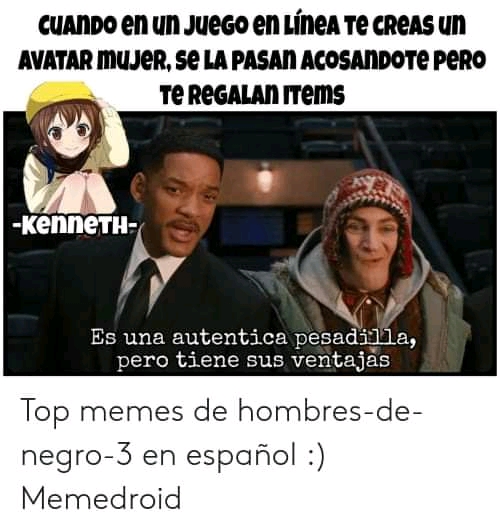 CUANDO en un JUEGO en LíneA Te CREAS un
AVATAR mUJeR, Se LA PASAn ACOSAnDOTe PeRO
Te ReGALAn ITemS
-KenneTH-
Es una autentica pesadilla,
pero tiene sus ventajas
Top memes de hombres-de-
negro-3 en español :)
Memedroid